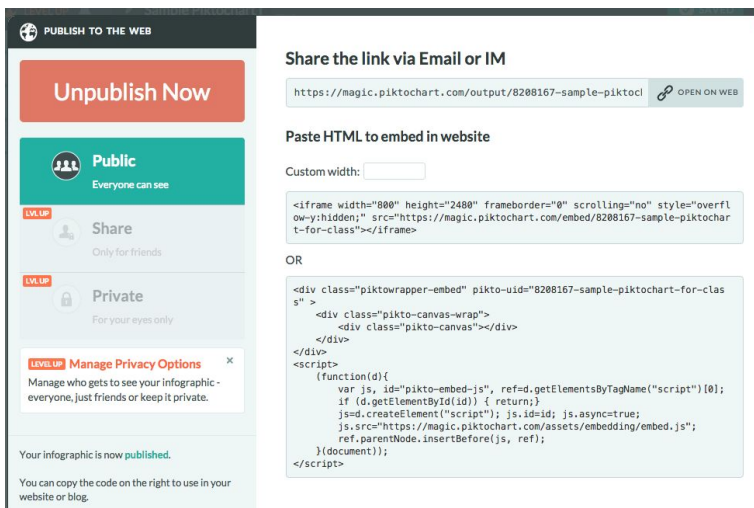 LEVEL UP
Sample Piktochart
SAVED
PUBLISH TO THE WEB
Unpublish Now
Public
Everyone can see
LVL UP
Share
Only for friends
LVL UP
Private
For your eyes only
LEVEL UP Manage Privacy Options ×
Manage who gets to see your infographic -
everyone, just friends or keep it private.
Your infographic is now published.
You can copy the code on the right to use in your
website or blog.
Share the link via Email or IM
https://magic.piktochart.com/output/8208167-sample-piktocl
OPEN ON WEB
Paste HTML to embed in website
Custom width:
<iframe width="800" height="2480" frameborder="0" scrolling="no" style="overfl
ow-y:hidden;" src="https://magic.piktochart.com/embed/8208167-sample-piktochar
t-for-class"></iframe>
OR
<div class="piktowrapper-embed" pikto-uid="8208167-sample-piktochart-for-clas
s" >
<div class="pikto-canvas-wrap">
<div class="pikto-canvas"></div>
</div>
</div>
<script>
(function(d){
var js, id="pikto-embed-js", ref=d.getElementsByTagName("script")[0];
if (d.getElementById(id)) { return;}
js=d.createElement("script"); js.id=id; js.async=true;
js.src="https://magic.piktochart.com/assets/embedding/embed.js";
ref.parentNode.insertBefore(js, ref);
}(document));
</script>